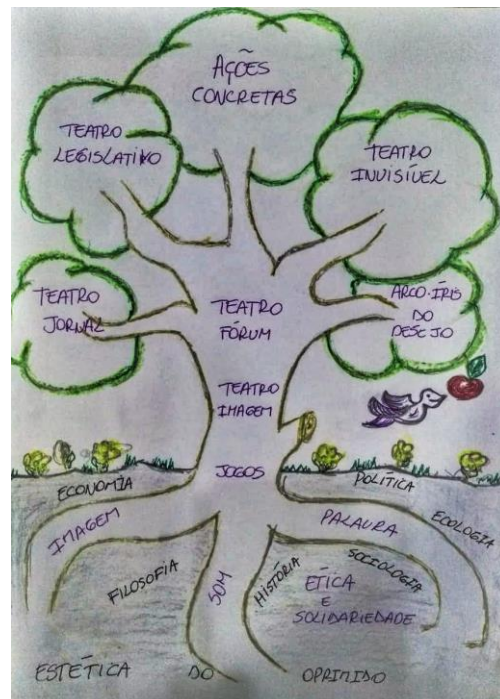 AÇÕES
CONCRETAS
TEATRO
LEGISLATIVO
TEATRO
INVISÍVEL
TEATRO
JORNAL
TEATRO
FÓRUM
ARCO-ÍRIS
DO
DESEJO
TEATRO
IMAGEM
JOGOS
ECONOMIA
POLÍTICA
IMAGEM
PALAVRA
ECOLOGIA
FILOSOFIA
SOM
HISTÓRIA
SOCIOLOGIA
ÉTICA
E
SOLIDARIEDADE
ESTÉTICA DO OPRIMIDO